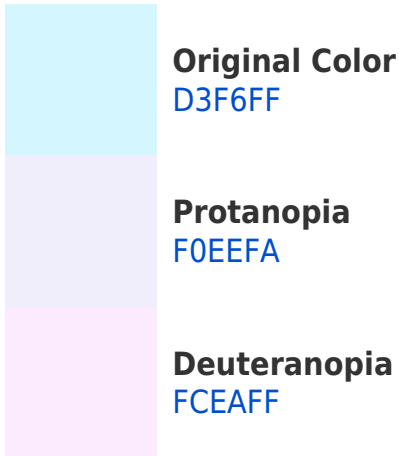 Original Color
D3F6FF
Protanopia
F0EEFA
Deuteranopia
FCEAFF